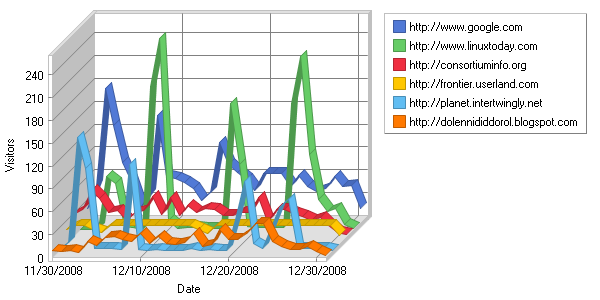 240
210
180
150
120
90
60
30
0
Visitors
11/30/2008 12/10/2008 12/20/2008 12/30/2008
Date
http://www.google.com
http://www.linuxtoday.com
http://consortiuminfo.org
http://frontier.userland.com
http://planet.intertwingly.net
http://dolennididdorol.blogspot.com